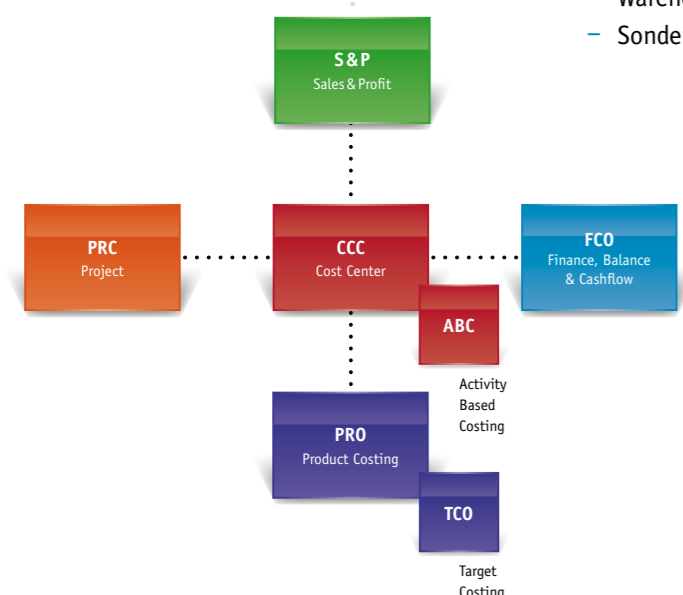 S&P
Sales & Profit
PRC
Project
CCC
Cost Center
FCO
Finance, Balance
& Cashflow
ABC
Activity
Based
Costing
PRO
Product Costing
TCO
Target
Costing